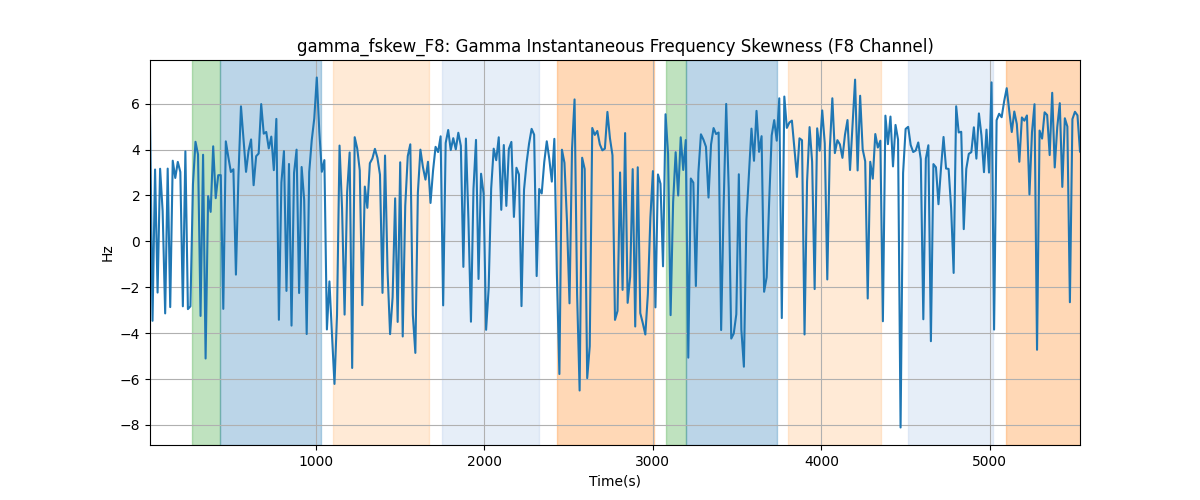 gamma_fskew_F8: Gamma Instantaneous Frequency Skewness (F8 Channel)
6
4
2
0
−2
−4
−6
−8
Hz
1000 2000 3000 4000 5000
Time(s)